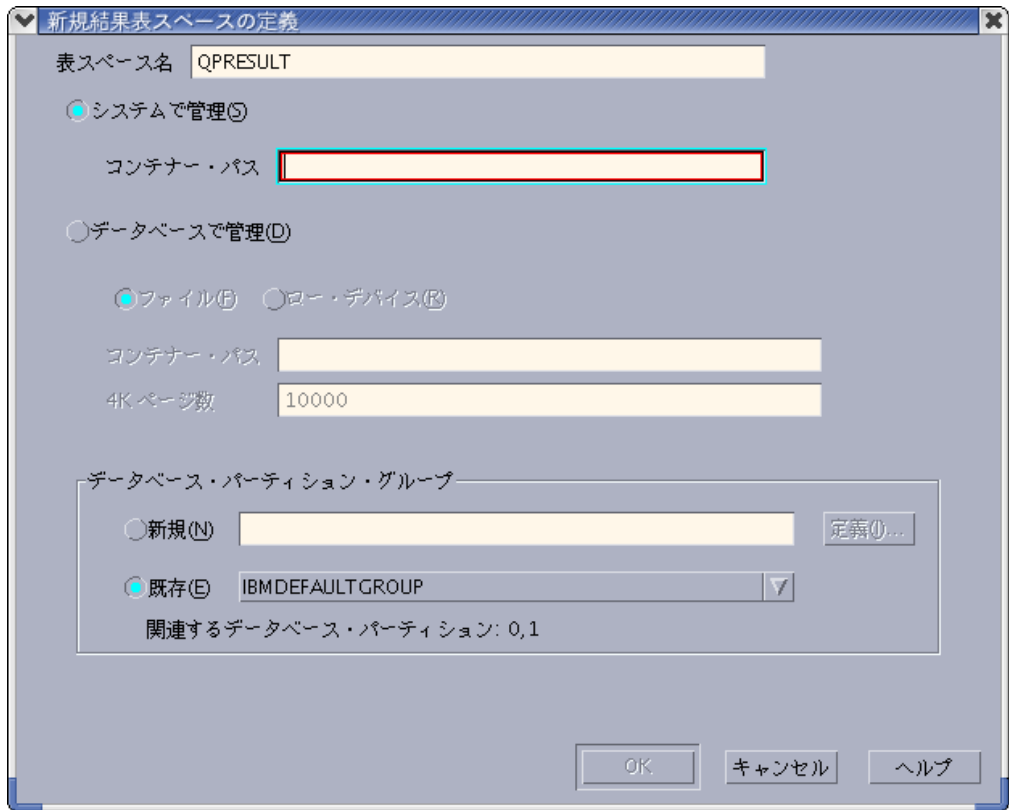 新規結果表スペースの定義
表スペース名 QPRESULT
システムで管理(S)
コンテナー・パス
データベースで管理(D)
ファイル(F) ロー・デバイス(R)
コンテナー・パス
4K ページ数 10000
データベース・パーティション・グループ
新規(N) 定義(I)...
既存(E) IBMDEFAULTGROUP
関連するデータベース・パーティション: 0,1
OK キャンセル ヘルプ